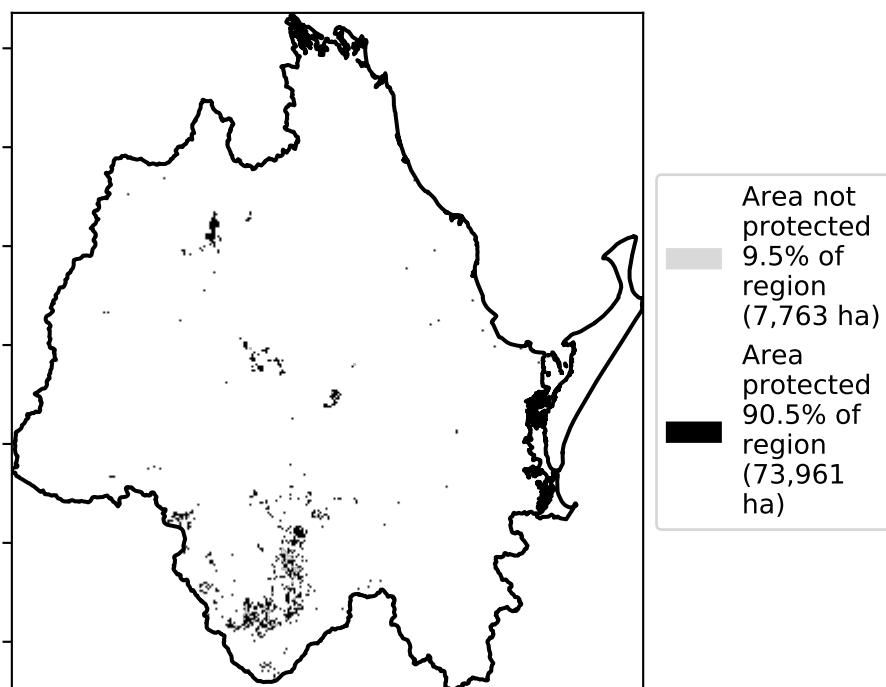 Area not
protected
9.5% of
region
(7,763 ha)
Area
protected
90.5% of
region
(73,961
ha)